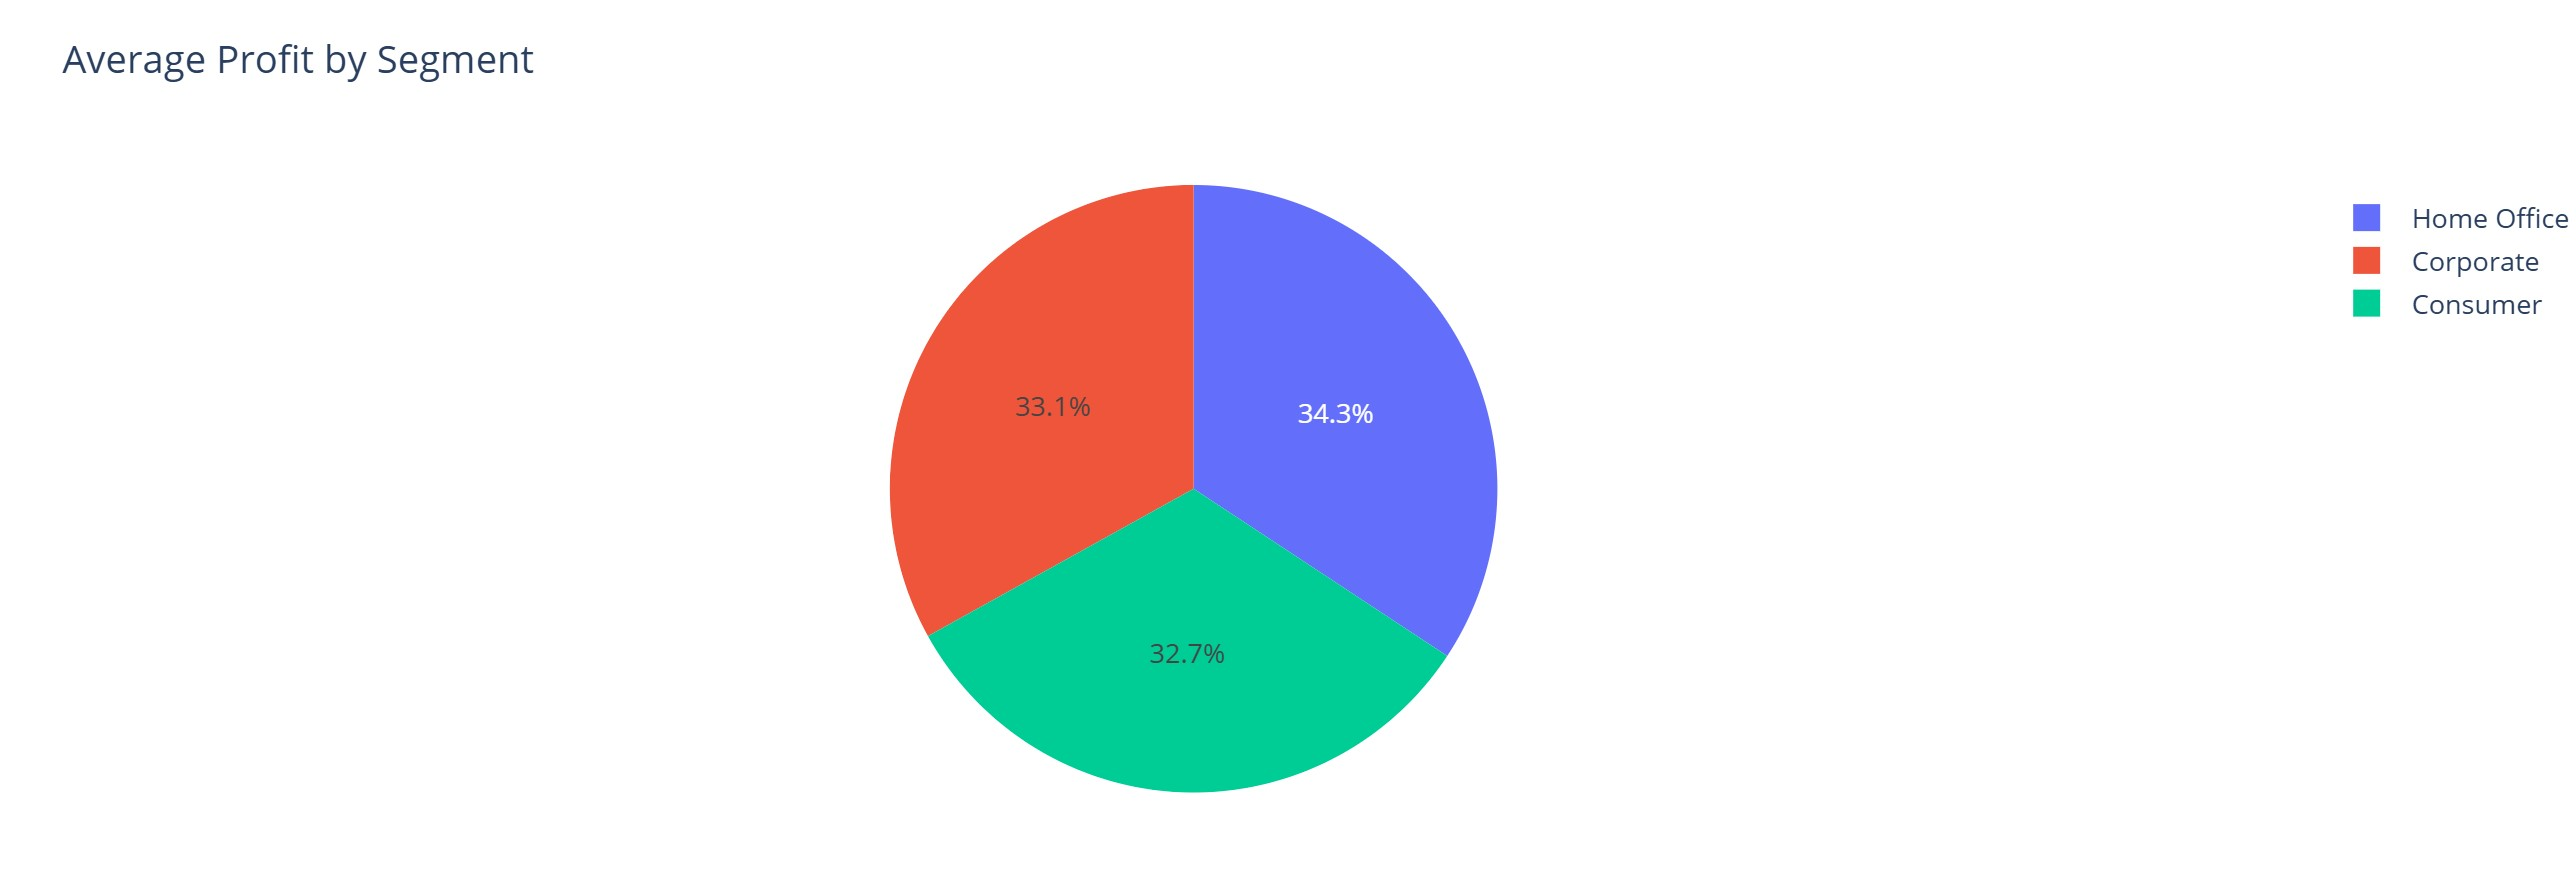 Average Profit by Segment
Home Office
Corporate
Consumer
33.1%
34.3%
32.7%